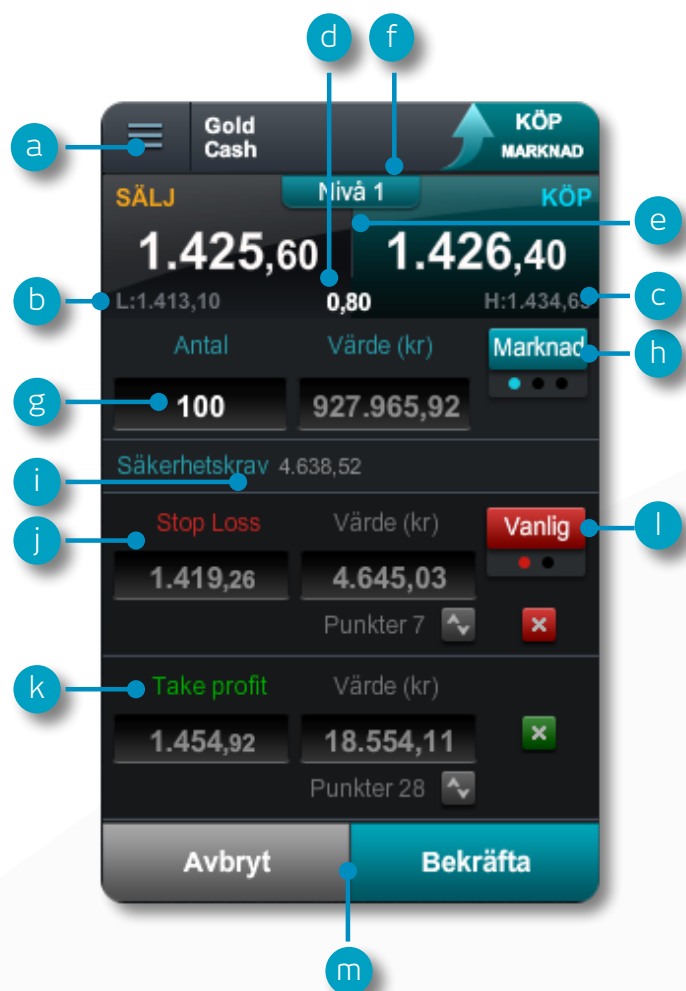 d f
a Gold KÖP
Cash MARKNAD
SÄLJ Nivå 1 KÖP
e
1.425,60 1.426,40
b L:1.413,10 0,80 H:1.434,65 c
Antal Värde (kr) Marknad h
g 100 927.965,92
Säkerhetskrav 4.638,52
i
j Stop Loss Värde (kr) Vanlig l
1.419,26 4.645,03
Punkter 7
k Take profit Värde (kr)
1.454,92 18.554,11
Punkter 28
Avbryt Bekräfta
m